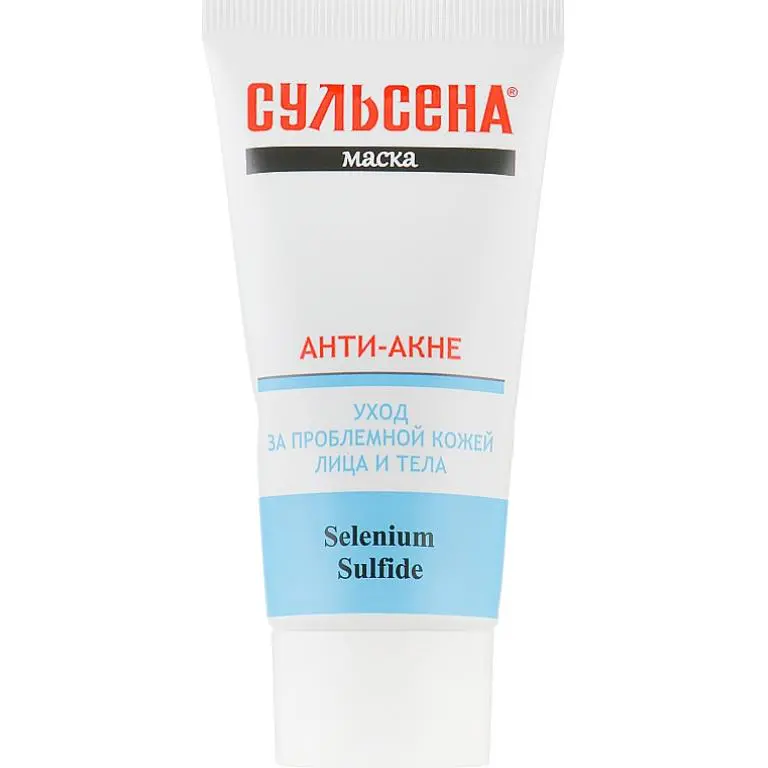 СУЛЬСЕНА®
маска
АНТИ-АКНЕ
УХОД
ЗА ПРОБЛЕМНОЙ КОЖЕЙ
ЛИЦА И ТЕЛА
Selenium
Sulfide